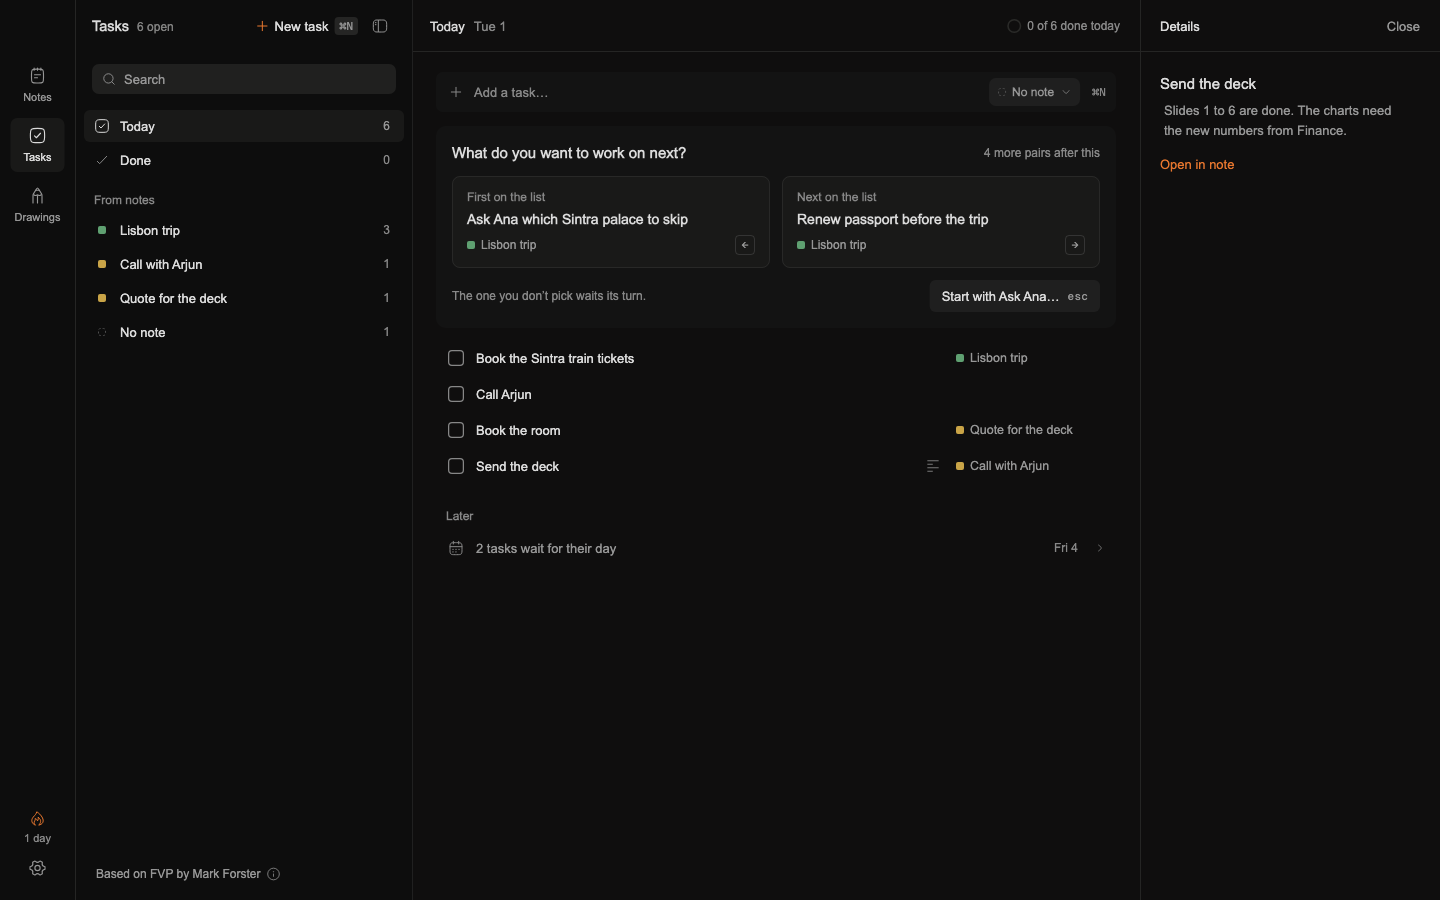 Notes
Tasks
Drawings
1 day
Tasks 6 open
New task ⌘N
Search
Today 6
Done 0
From notes
Lisbon trip 3
Call with Arjun 1
Quote for the deck 1
No note 1
Based on FVP by Mark Forster
Today Tue 1
0 of 6 done today
Add a task…
No note
⌘N
What do you want to work on next?
4 more pairs after this
First on the list
Ask Ana which Sintra palace to skip
Lisbon trip
Next on the list
Renew passport before the trip
Lisbon trip
The one you don't pick waits its turn.
Start with Ask Ana… esc
Book the Sintra train tickets Lisbon trip
Call Arjun
Book the room Quote for the deck
Send the deck Call with Arjun
Later
2 tasks wait for their day Fri 4
Details
Close
Send the deck
Slides 1 to 6 are done. The charts need
the new numbers from Finance.
Open in note